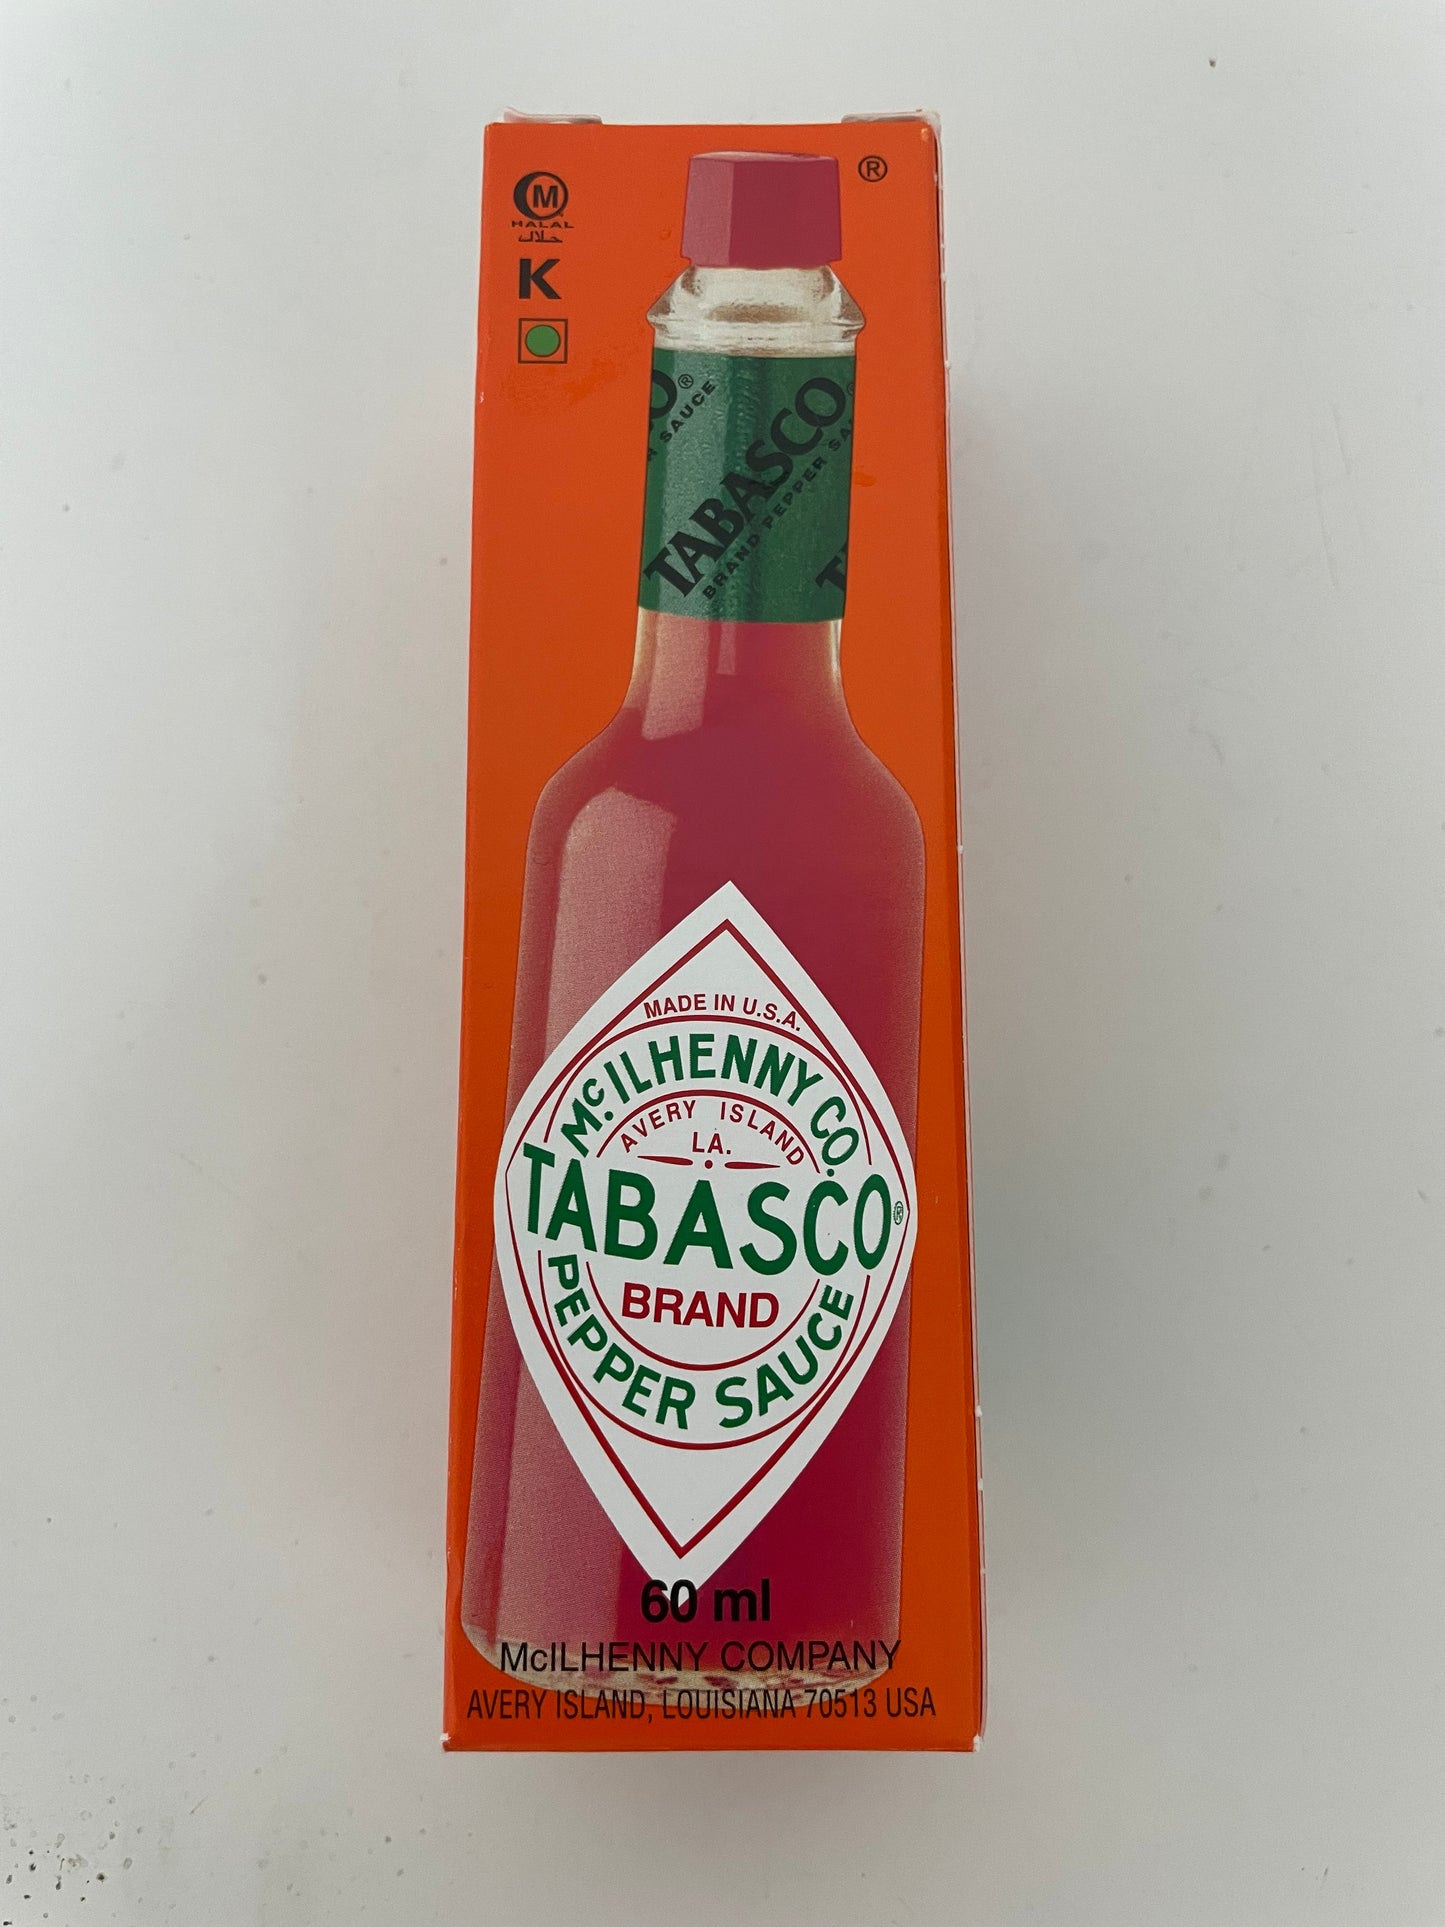 ®
M
HALAL
حلال
K
O®
R SAUCE
TABASCO
BRAND PEPPER SA
T
MADE IN U.S.A.
McILHENNY CO.
AVERY ISLAND
LA.
TABASCO®
BRAND
PEPPER SAUCE
60 ml
McILHENNY COMPANY
AVERY ISLAND, LOUISIANA 70513 USA